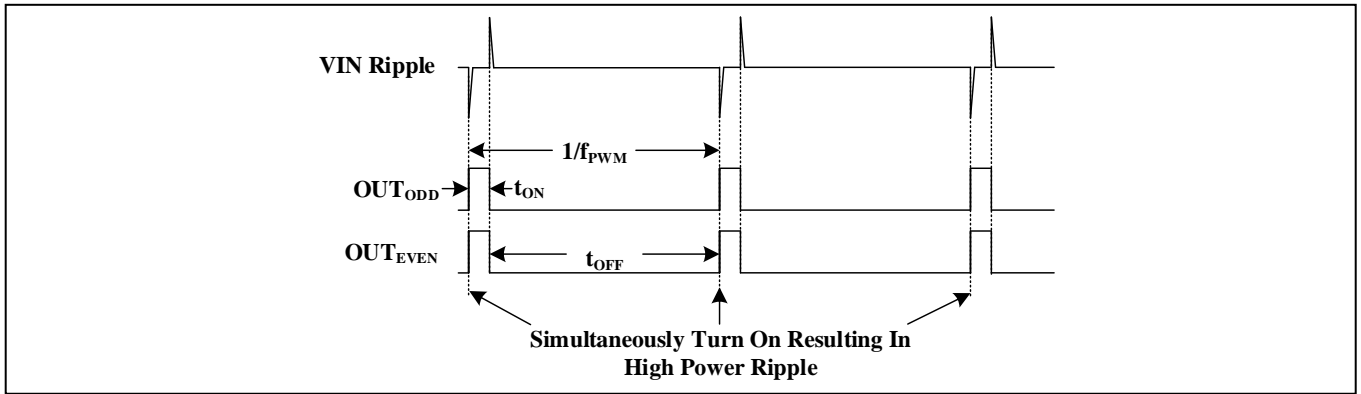 VIN Ripple
1/fPWM
OUTODD
tON
OUTEVEN
tOFF
Simultaneously Turn On Resulting In
High Power Ripple